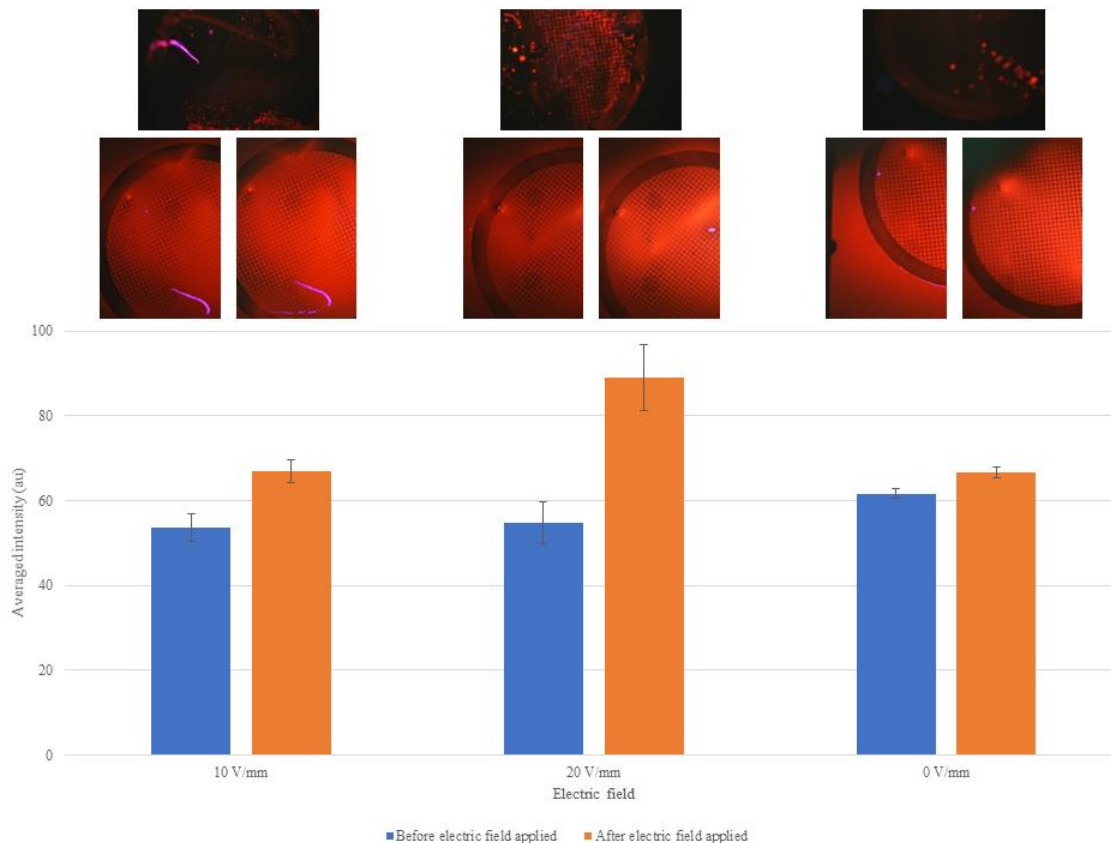 100
80
60
40
20
0
Averaged intensity (au)
10 V/mm
20 V/mm
0 V/mm
Electric field
Before electric field applied
After electric field applied